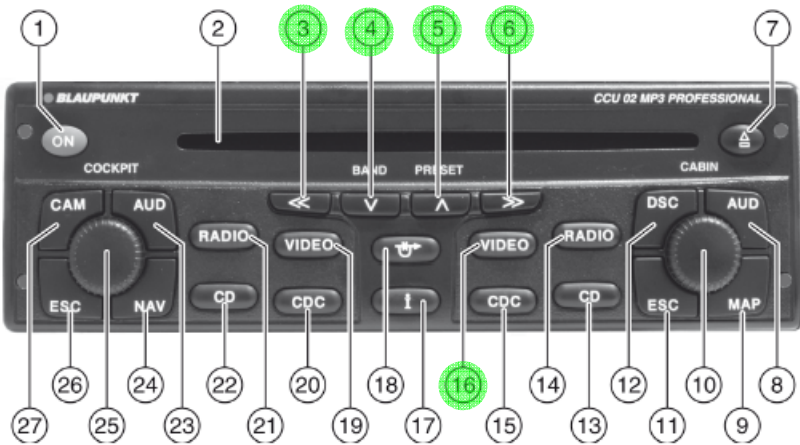 1 2 3 4 5 6 7
BLAUPUNKT CCU 02 MP3 PROFESSIONAL
ON
COCKPIT BAND PRESET CABIN
CAM AUD DSC AUD
RADIO VIDEO VIDEO RADIO
ESC NAV CD CDC CDC CD ESC MAP
26 24 22 20 18 16 14 12 10 8
27 25 23 21 19 17 15 13 11 9